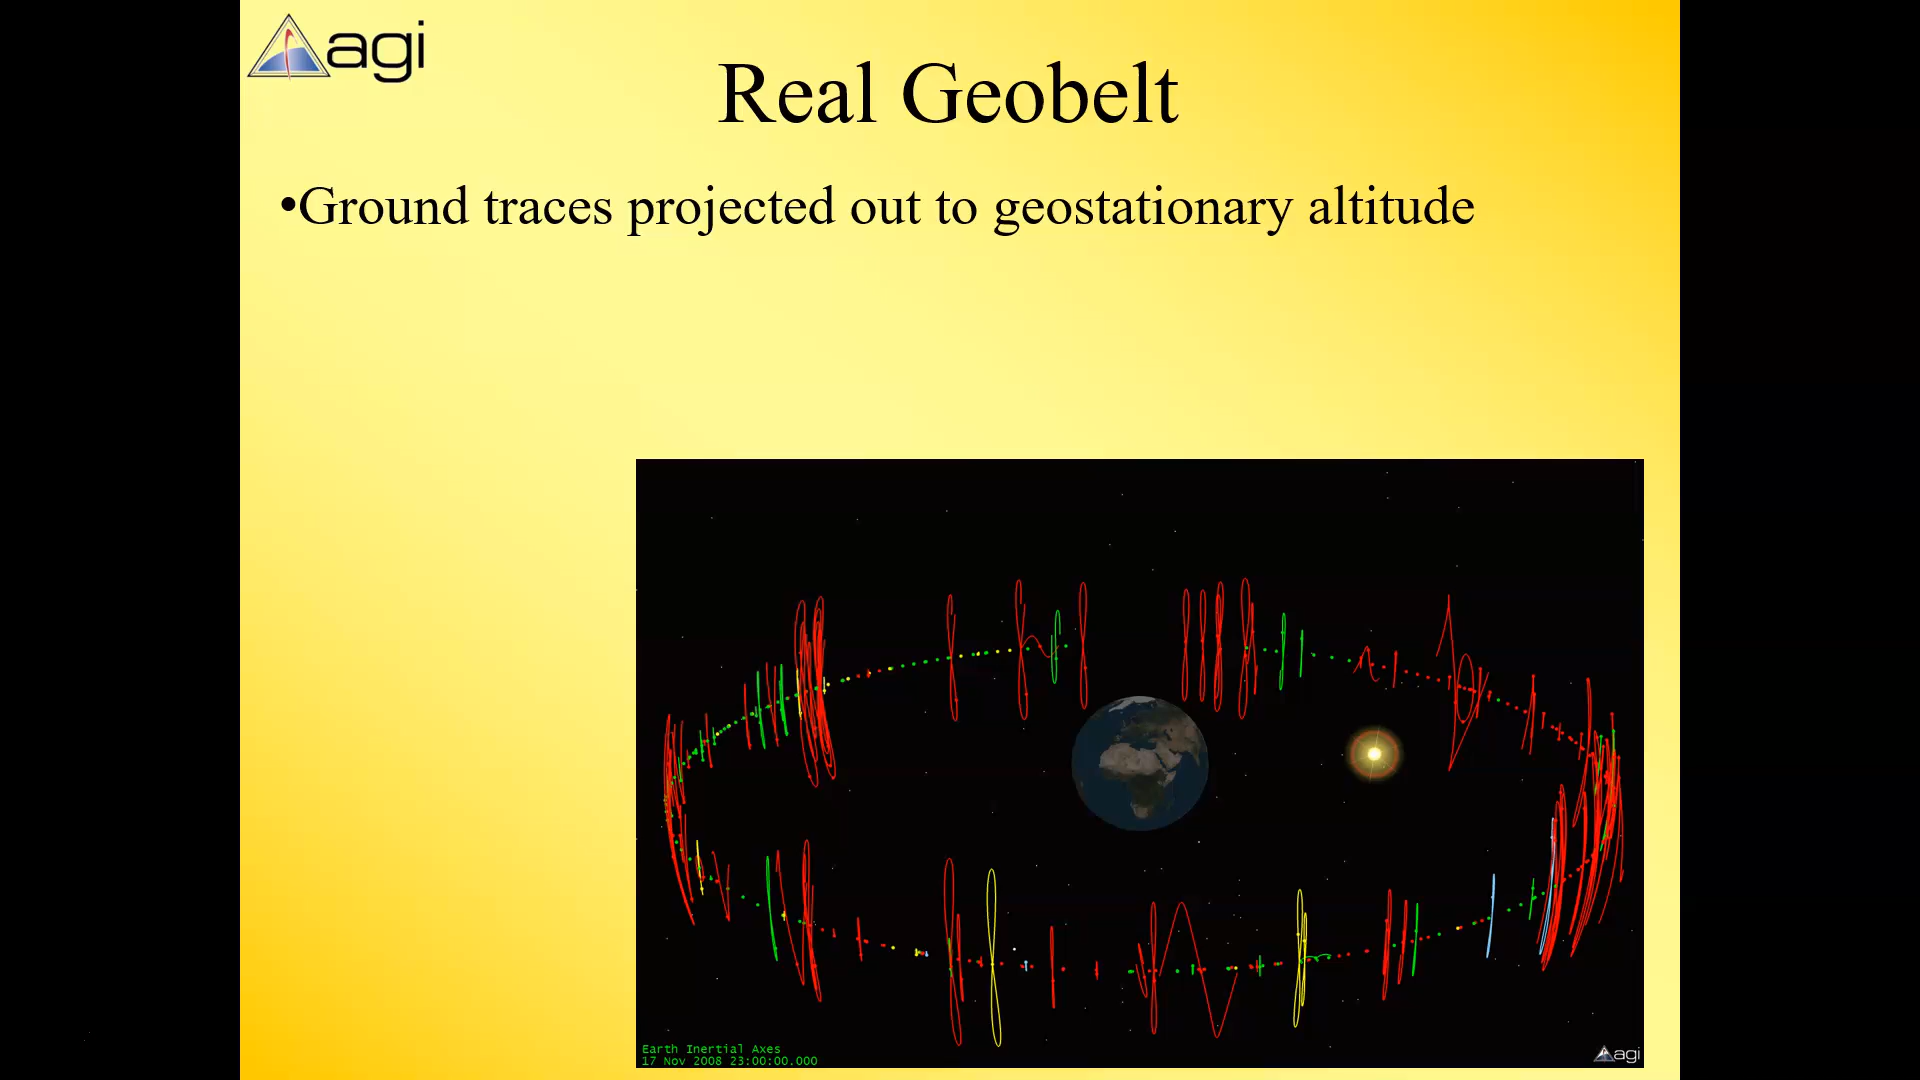 agi
Real Geobelt
•Ground traces projected out to geostationary altitude
Earth Inertial Axes
17 Nov 2008 23:00:00.000
agi